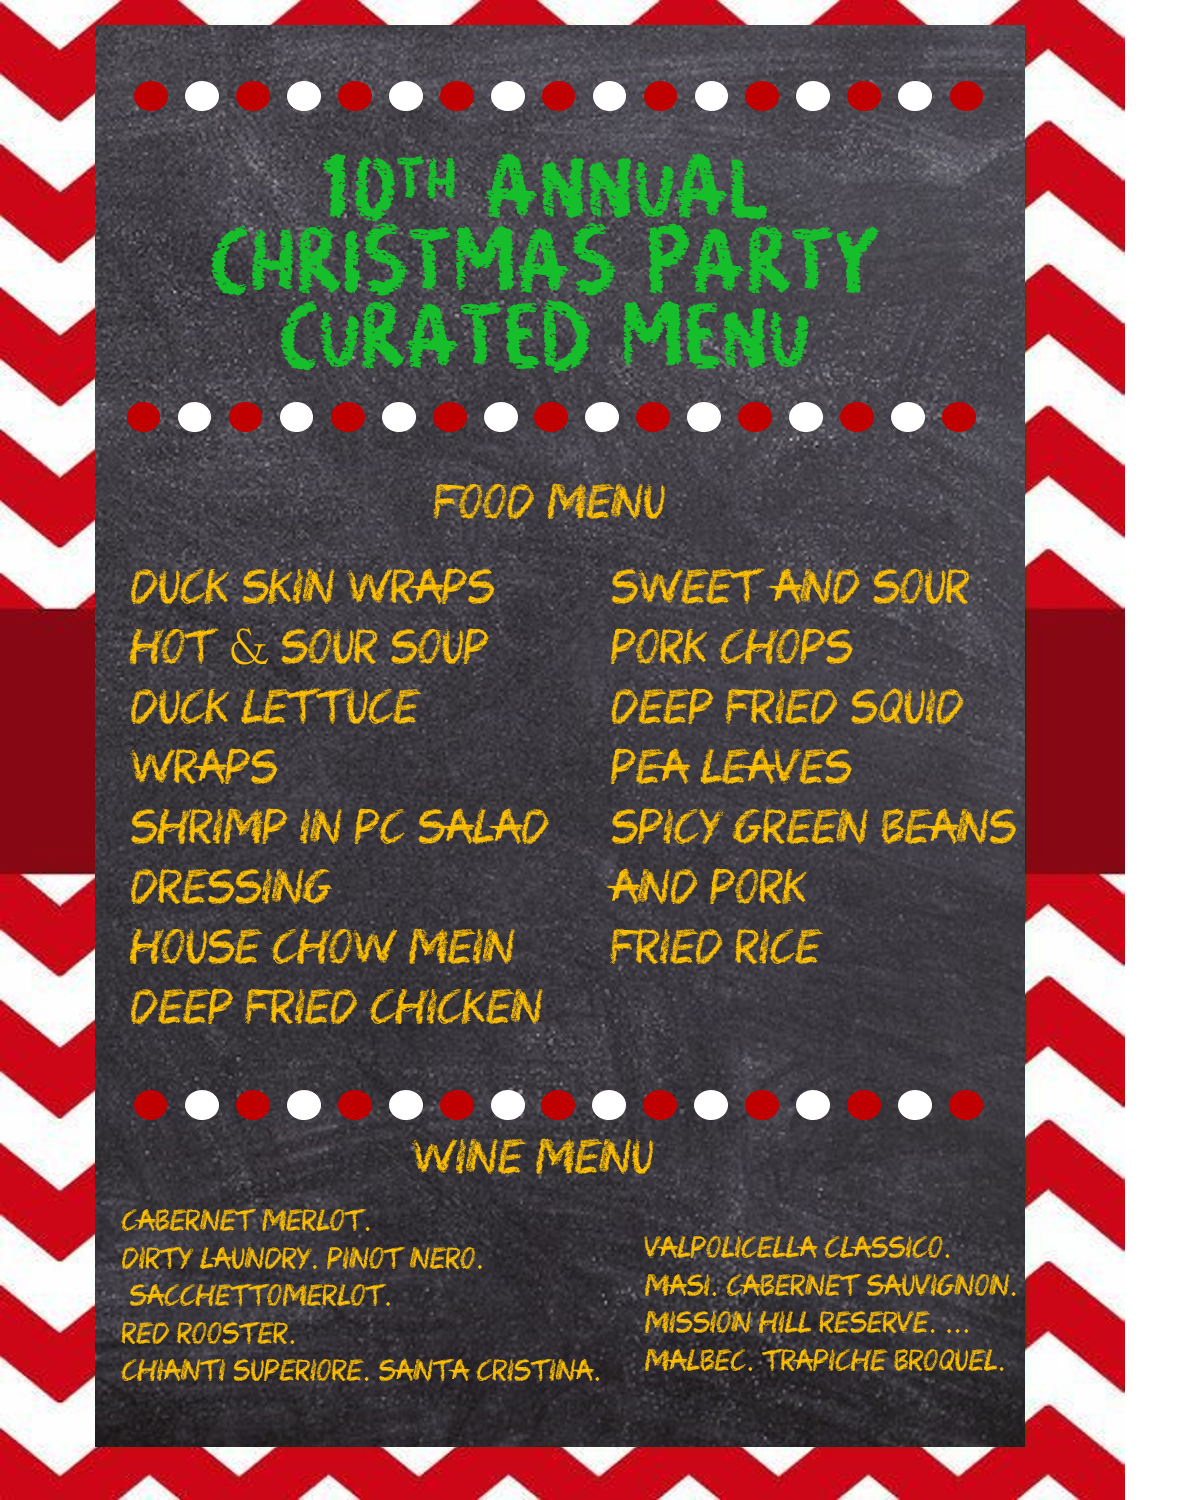 10TH ANNUAL
CHRISTMAS PARTY
CURATED MENU
FOOD MENU
DUCK SKIN WRAPS
HOT & SOUR SOUP
DUCK LETTUCE
WRAPS
SHRIMP IN PC SALAD
DRESSING
HOUSE CHOW MEIN
DEEP FRIED CHICKEN
SWEET AND SOUR
PORK CHOPS
DEEP FRIED SQUID
PEA LEAVES
SPICY GREEN BEANS
AND PORK
FRIED RICE
WINE MENU
CABERNET MERLOT.
DIRTY LAUNDRY. PINOT NERO.
SACCHETTOMERLOT.
RED ROOSTER.
CHIANTI SUPERIORE. SANTA CRISTINA.
VALPOLICELLA CLASSICO.
MASI. CABERNET SAUVIGNON.
MISSION HILL RESERVE. ...
MALBEC. TRAPICHE BROQUEL.